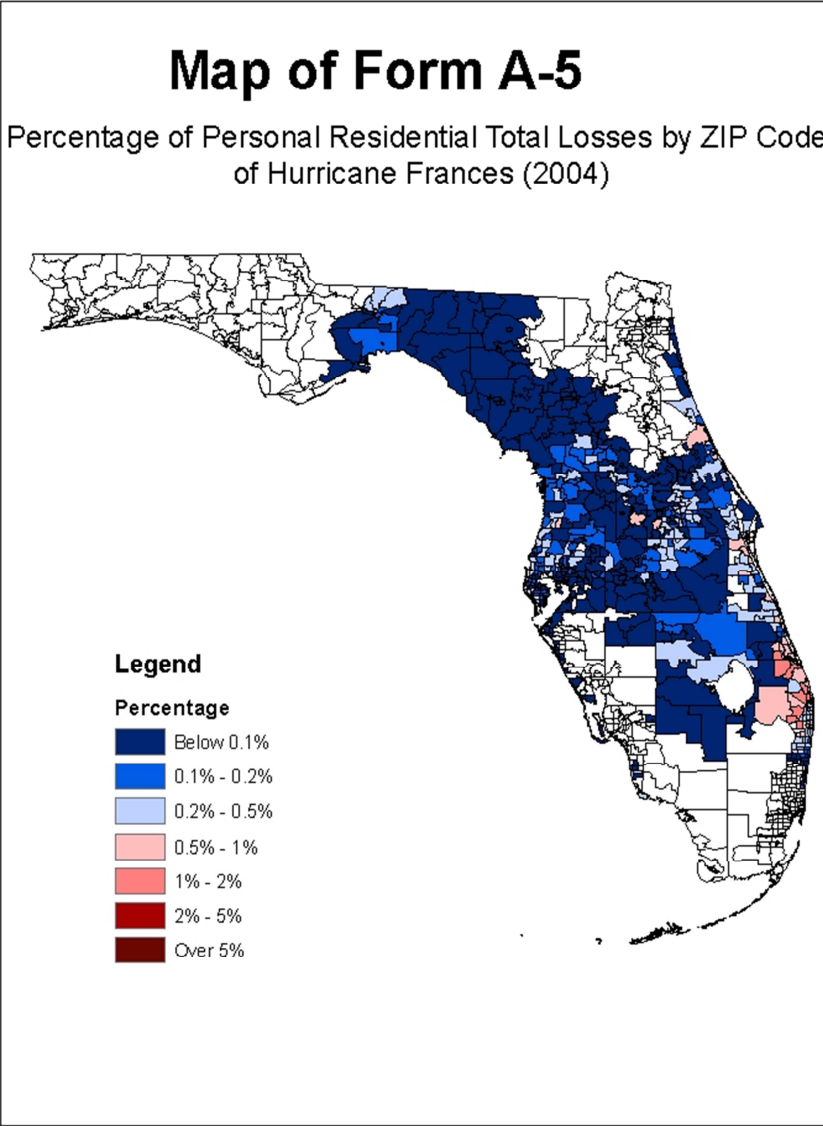 Map of Form A-5
Percentage of Personal Residential Total Losses by ZIP Code
of Hurricane Frances (2004)
Legend
Percentage
Below 0.1%
0.1% - 0.2%
0.2% - 0.5%
0.5% - 1%
1% - 2%
2% - 5%
Over 5%